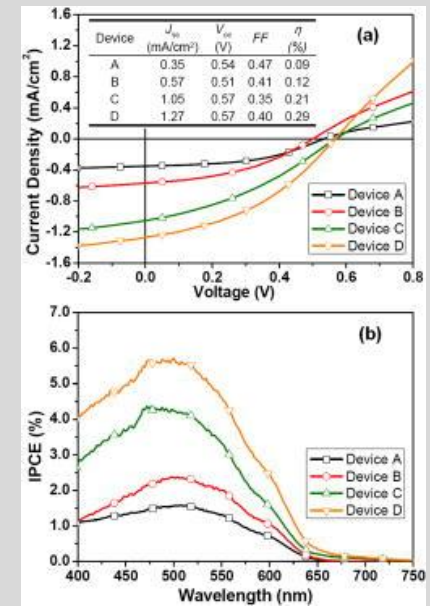 1.6
1.2
0.8
0.4
0.0
-0.4
-0.8
-1.2
-1.6
Current Density (mA/cm²)
Device Jsc (mA/cm²) Voc (V) FF η (%)
A 0.35 0.54 0.47 0.09
B 0.57 0.51 0.41 0.12
C 1.05 0.57 0.35 0.21
D 1.27 0.57 0.40 0.29
(a)
Device A
Device B
Device C
Device D
-0.2 0.0 0.2 0.4 0.6 0.8
Voltage (V)
7.0
6.0
5.0
4.0
3.0
2.0
1.0
0.0
IPCE (%)
(b)
Device A
Device B
Device C
Device D
400 450 500 550 600 650 700 750
Wavelength (nm)